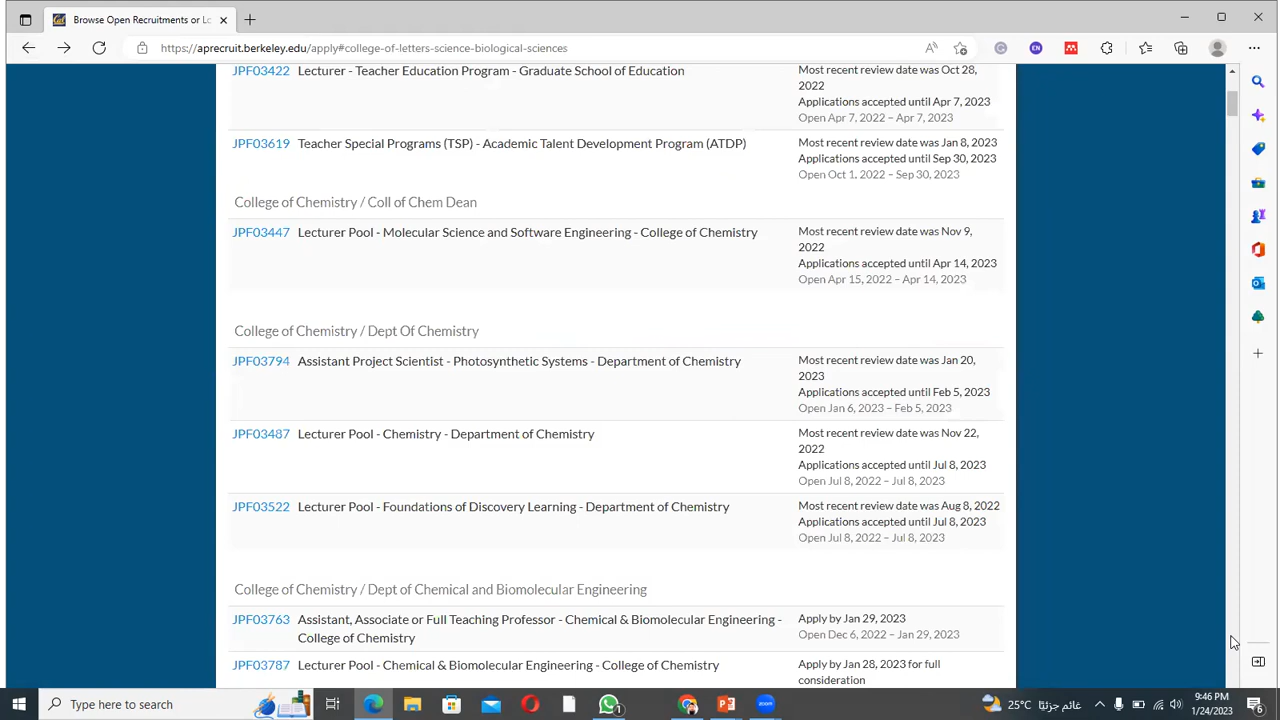 Browse Open Recruitments or Lo
https://aprecruit.berkeley.edu/apply#college-of-letters-science-biological-sciences
JPF03422 Lecturer - Teacher Education Program - Graduate School of Education
Most recent review date was Oct 28,
2022
Applications accepted until Apr 7, 2023
Open Apr 7, 2022 – Apr 7, 2023
JPF03619 Teacher Special Programs (TSP) - Academic Talent Development Program (ATDP)
Most recent review date was Jan 8, 2023
Applications accepted until Sep 30, 2023
Open Oct 1, 2022 – Sep 30, 2023
College of Chemistry / Coll of Chem Dean
JPF03447 Lecturer Pool - Molecular Science and Software Engineering - College of Chemistry
Most recent review date was Nov 9,
2022
Applications accepted until Apr 14, 2023
Open Apr 15, 2022 – Apr 14, 2023
College of Chemistry / Dept Of Chemistry
JPF03794 Assistant Project Scientist - Photosynthetic Systems - Department of Chemistry
Most recent review date was Jan 20,
2023
Applications accepted until Feb 5, 2023
Open Jan 6, 2023 – Feb 5, 2023
JPF03487 Lecturer Pool - Chemistry - Department of Chemistry
Most recent review date was Nov 22,
2022
Applications accepted until Jul 8, 2023
Open Jul 8, 2022 – Jul 8, 2023
JPF03522 Lecturer Pool - Foundations of Discovery Learning - Department of Chemistry
Most recent review date was Aug 8, 2022
Applications accepted until Jul 8, 2023
Open Jul 8, 2022 – Jul 8, 2023
College of Chemistry / Dept of Chemical and Biomolecular Engineering
JPF03763 Assistant, Associate or Full Teaching Professor - Chemical & Biomolecular Engineering -
College of Chemistry
Apply by Jan 29, 2023
Open Dec 6, 2022 – Jan 29, 2023
JPF03787 Lecturer Pool - Chemical & Biomolecular Engineering - College of Chemistry
Apply by Jan 28, 2023 for full
consideration
Type here to search
25°C غائم جزئيًا
9:46 PM
1/24/2023